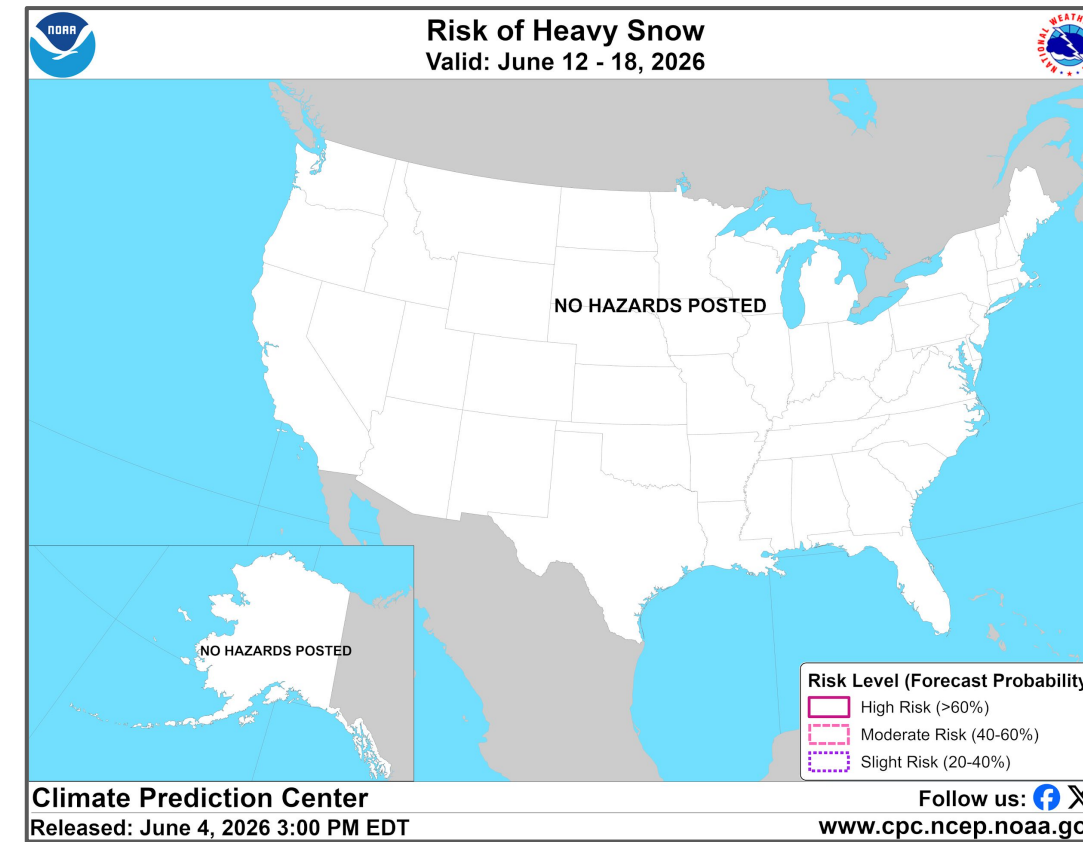 NOAA
Risk of Heavy Snow
Valid: June 12 - 18, 2026
NATIONAL WEATH
NO HAZARDS POSTED
NO HAZARDS POSTED
Risk Level (Forecast Probability
High Risk (>60%)
Moderate Risk (40-60%)
Slight Risk (20-40%)
Climate Prediction Center
Follow us:
Released: June 4, 2026 3:00 PM EDT
www.cpc.ncep.noaa.go